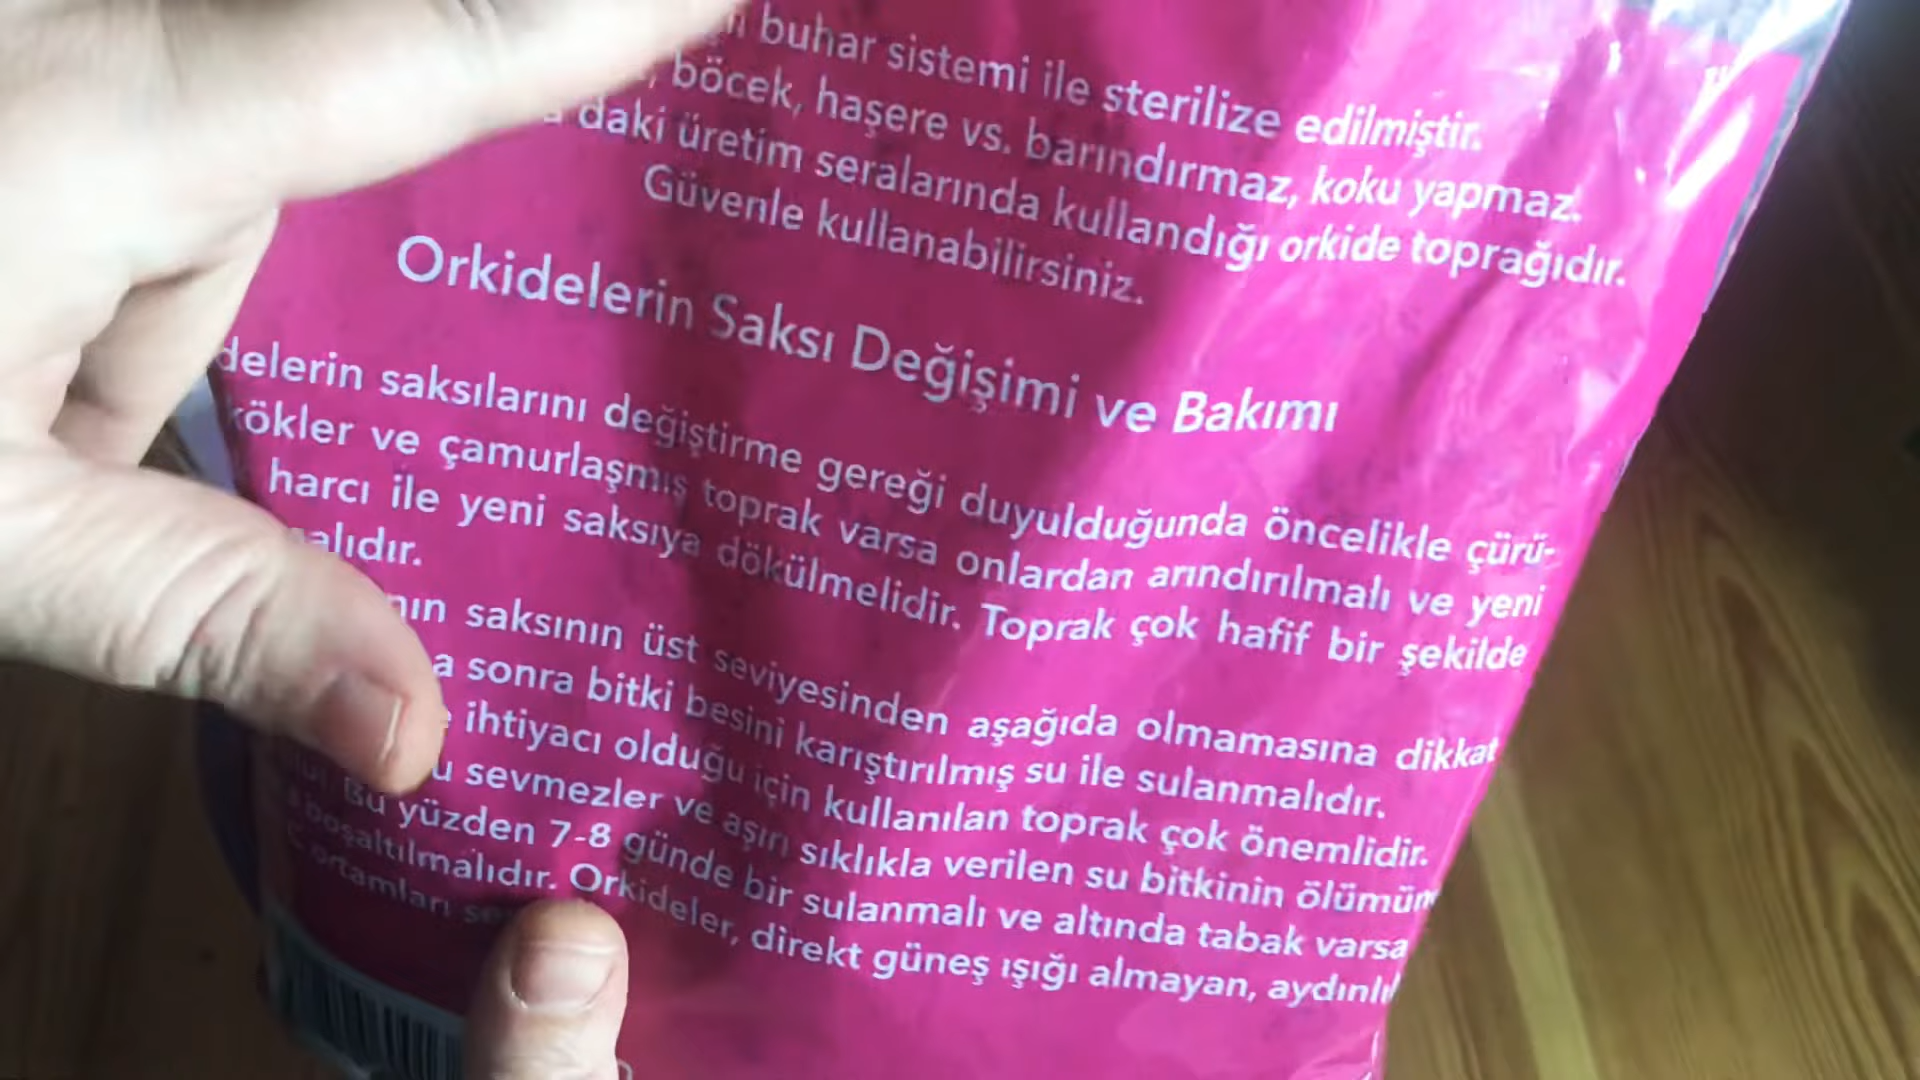 buhar sistemi ile sterilize edilmiştir.
böcek, haşere vs. barındırmaz, koku yapmaz.
daki üretim seralarında kullandığı orkide toprağıdır.
Güvenle kullanabilirsiniz.
Orkidelerin Saksı Değişimi ve Bakımı
delerin saksılarını değiştirme gereği duyulduğunda öncelikle çürü-
kökler ve çamurlaşmış toprak varsa onlardan arındırılmalı ve yeni
harcı ile yeni saksıya dökülmelidir. Toprak çok hafif bir şekilde
alıdır.
nın saksının üst seviyesinden aşağıda olmamasına dikkat
a sonra bitki besini karıştırılmış su ile sulanmalıdır.
ihtiyacı olduğu için kullanılan toprak çok önemlidir.
u sevmezler ve aşırı sıklıkla verilen su bitkinin ölümün
Bu yüzden 7-8 günde bir sulanmalı ve altında tabak varsa
boşaltılmalıdır. Orkideler, direkt güneş ışığı almayan, aydınlı
ortamları